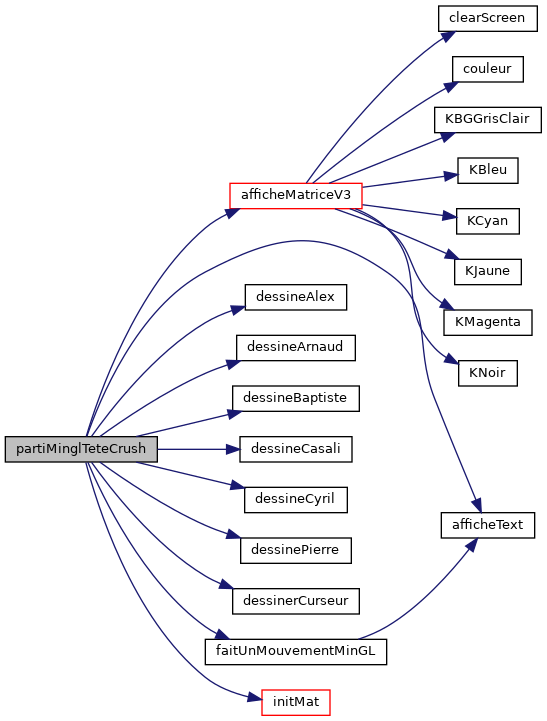 clearScreen
couleur
KBGGrisClair
KBleu
afficheMatriceV3
KCyan
KJaune
dessineAlex
KMagenta
dessineArnaud
KNoir
dessineBaptiste
partiMinglTeteCrush
dessineCasali
dessineCyril
afficheText
dessinePierre
dessinerCurseur
faitUnMouvementMinGL
initMat